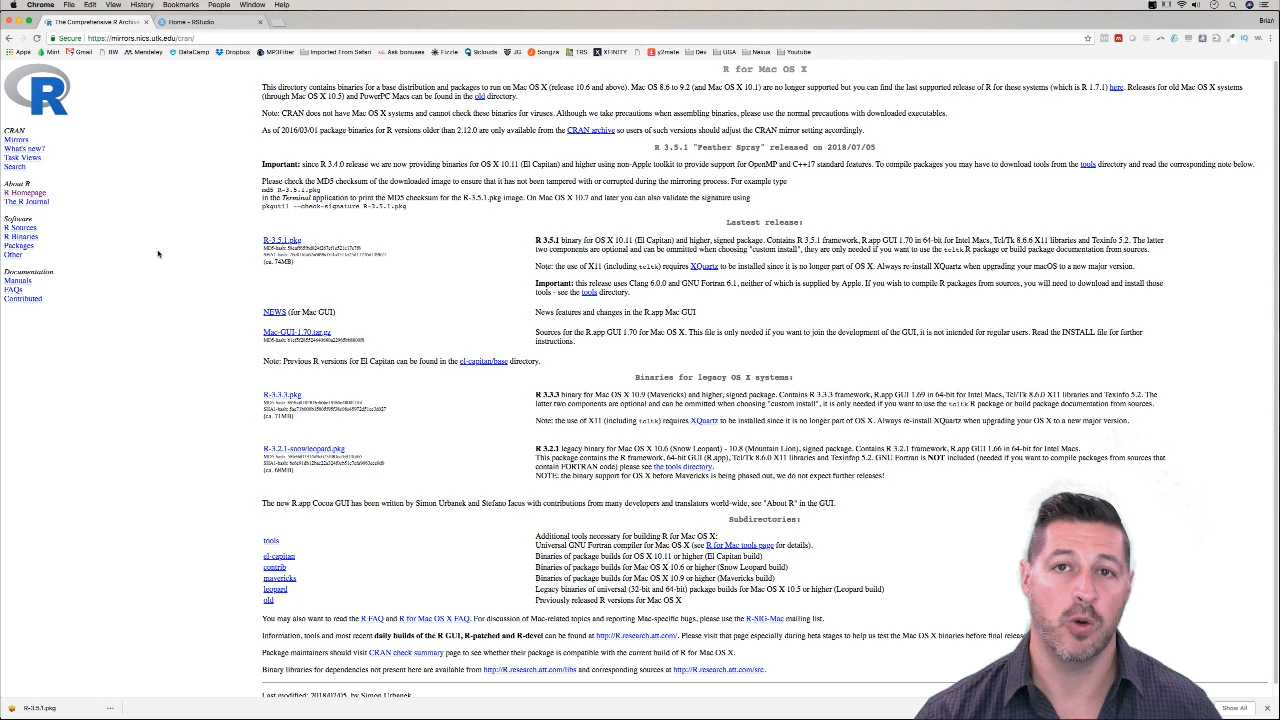 Chrome File Edit View History Bookmarks People Window Help Brian
The Comprehensive R Archive Home - RStudio
Secure https://mirrors.nics.utk.edu/cran/
Apps Mint Gmail BW Mendeley DataCamp Dropbox MP3Fiber Imported From Safari Ask bonuses Fizzle 9clouds JG Songza TRS XFINITY y2mate Dev UGA Nexus Youtube
R
CRAN
Mirrors
What's new?
Task Views
Search
About R
R Homepage
The R Journal
Software
R Sources
R Binaries
Packages
Other
Documentation
Manuals
FAQs
Contributed
R for Mac OS X
This directory contains binaries for a base distribution and packages to run on Mac OS X (release 10.6 and above). Mac OS 8.6 to 9.2 (and Mac OS X 10.1) are no longer supported but you can find the last supported release of R for these systems (which is R 1.7.1) here. Releases for old Mac OS X systems
(through Mac OS X 10.5) and PowerPC Macs can be found in the old directory.
Note: CRAN does not have Mac OS X systems and cannot check these binaries for viruses. Although we take precautions when assembling binaries, please use the normal precautions with downloaded executables.
As of 2016/03/01 package binaries for R versions older than 2.12.0 are only available from the CRAN archive so users of such versions should adjust the CRAN mirror setting accordingly.
R 3.5.1 "Feather Spray" released on 2018/07/05
Important: since R 3.4.0 release we are now providing binaries for OS X 10.11 (El Capitan) and higher using non-Apple toolkit to provide support for OpenMP and C++17 standard features. To compile packages you may have to download tools from the tools directory and read the corresponding note below.
Please check the MD5 checksum of the downloaded image to ensure that it has not been tampered with or corrupted during the mirroring process. For example type
md5 R-3.5.1.pkg
in the Terminal application to print the MD5 checksum for the R-3.5.1.pkg image. On Mac OS X 10.7 and later you can also validate the signature using
pkgutil --check-signature R-3.5.1.pkg
Lastest release:
R-3.5.1.pkg
MD5-hash:
SHA1-hash:
(ca. 74MB)
R 3.5.1 binary for OS X 10.11 (El Capitan) and higher, signed package. Contains R 3.5.1 framework, R.app GUI 1.70 in 64-bit for Intel Macs, Tcl/Tk 8.6.6 X11 libraries and Texinfo 5.2. The latter
two components are optional and can be ommitted when choosing "custom install", it is only needed if you want to use the tcltk R package or build package documentation from sources.
Note: the use of X11 (including tcltk) requires XQuartz to be installed since it is no longer part of OS X. Always re-install XQuartz when upgrading your macOS to a new major version.
Important: this release uses Clang 6.0.0 and GNU Fortran 6.1, neither of which is supplied by Apple. If you wish to compile R packages from sources, you will need to download and install those
tools - see the tools directory.
NEWS (for Mac GUI) News features and changes in the R.app Mac GUI
Mac-GUI-1.70.tar.gz
MD5-hash:
Sources for the R.app GUI 1.70 for Mac OS X. This file is only needed if you want to join the development of the GUI, it is not intended for regular users. Read the INSTALL file for further
instructions.
Note: Previous R versions for El Capitan can be found in the el-capitan/base directory.
Binaries for legacy OS X systems:
R-3.3.3.pkg
MD5-hash:
SHA1-hash:
(ca. 71MB)
R 3.3.3 binary for Mac OS X 10.9 (Mavericks) and higher, signed package. Contains R 3.3.3 framework, R.app GUI 1.69 in 64-bit for Intel Macs, Tcl/Tk 8.6.0 X11 libraries and Texinfo 5.2. The
latter two components are optional and can be ommitted when choosing "custom install", it is only needed if you want to use the tcltk R package or build package documentation from sources.
Note: the use of X11 (including tcltk) requires XQuartz to be installed since it is no longer part of OS X. Always re-install XQuartz when upgrading your OS X to a new major version.
R-3.2.1-snowleopard.pkg
MD5-hash:
SHA1-hash:
(ca. 68MB)
R 3.2.1 legacy binary for Mac OS X 10.6 (Snow Leopard) - 10.8 (Mountain Lion), signed package. Contains R 3.2.1 framework, R.app GUI 1.66 in 64-bit for Intel Macs.
This package contains the R framework, 64-bit GUI (R.app), Tcl/Tk 8.6.0 X11 libraries and Texinfop 5.2. GNU Fortran is NOT included (needed if you want to compile packages from sources that
contain FORTRAN code) please see the tools directory.
NOTE: the binary support for OS X before Mavericks is being phased out, we do not expect further releases!
The new R.app Cocoa GUI has been written by Simon Urbanek and Stefano Iacus with contributions from many developers and translators world-wide, see "About R" in the GUI.
Subdirectories:
tools Additional tools necessary for building R for Mac OS X:
Universal GNU Fortran compiler for Mac OS X (see R for Mac tools page for details).
el-capitan Binaries of package builds for OS X 10.11 or higher (El Capitan build)
contrib Binaries of package builds for Mac OS X 10.6 or higher (Snow Leopard build)
mavericks Binaries of package builds for Mac OS X 10.9 or higher (Mavericks build)
leopard Legacy binaries of universal (32-bit and 64-bit) package builds for Mac OS X 10.5 or higher (Leopard build)
old Previously released R versions for Mac OS X
You may also want to read the R FAQ and R for Mac OS X FAQ. For discussion of Mac-related topics and reporting Mac-specific bugs, please use the R-SIG-Mac mailing list.
Information, tools and most recent daily builds of the R GUI, R-patched and R-devel can be found at http://R.research.att.com/. Please visit that page especially during beta stages to help us test the Mac OS X binaries before final relea
Package maintainers should visit CRAN check summary page to see whether their package is compatible with the current build of R for Mac OS X.
Binary libraries for dependencies not present here are available from http://R.research.att.com/libs and corresponding sources at http://R.research.att.com/src.
Last modified: 2018/07/05, by Simon Urbanek
R-3.5.1.pkg Show All